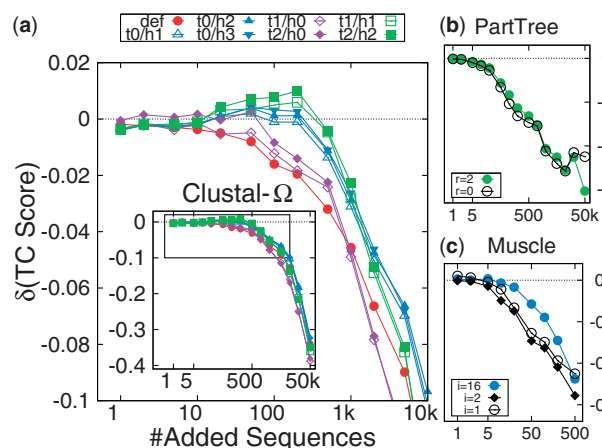 (a)
def t0/h2 t1/h0 t1/h1
t0/h1 t0/h3 t2/h0 t2/h2
0.02
0
-0.02
-0.04
-0.06
-0.08
-0.1
δ(TC Score)
1 10 100 1k 10k
#Added Sequences
Clustal-Ω
0
-0.1
-0.2
-0.3
-0.4
1 5 500 50k
(b) PartTree
r=2
r=0
1 5 500 50k
(c) Muscle
0
i=16
i=2
i=1
1 5 50 500